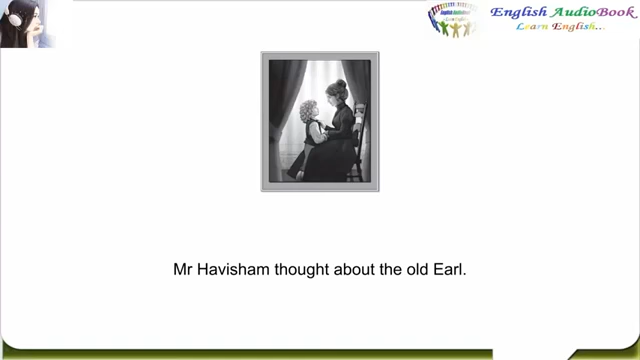 English AudioBook
Learn English...
Mr Havisham thought about the old Earl.